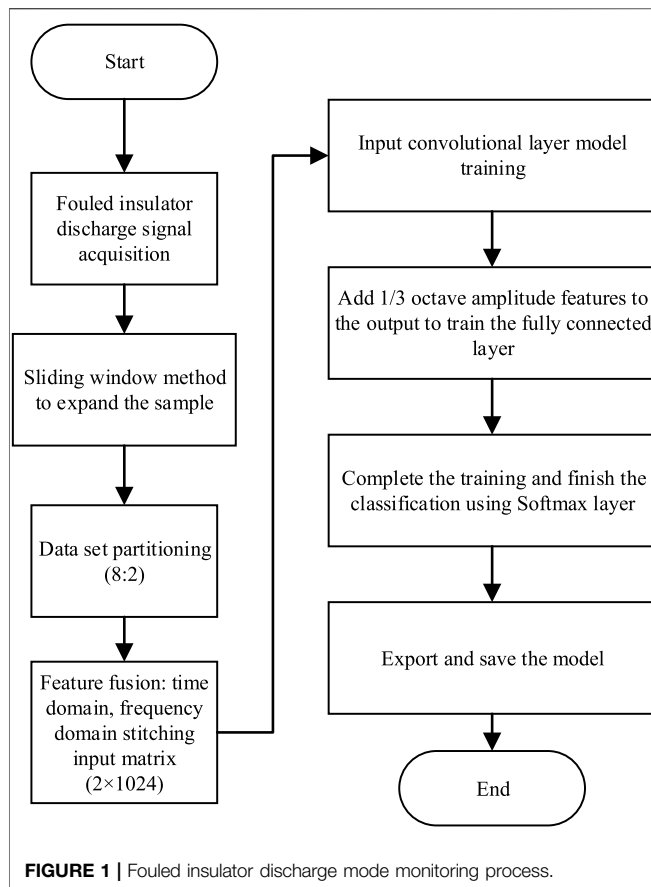 Start
Fouled insulator
discharge signal
acquisition
Sliding window method
to expand the sample
Data set partitioning
(8:2)
Feature fusion: time
domain, frequency
domain stitching
input matrix
(2×1024)
Input convolutional layer model
training
Add 1/3 octave amplitude features to
the output to train the fully connected
layer
Complete the training and finish the
classification using Softmax layer
Export and save the model
End
FIGURE 1 | Fouled insulator discharge mode monitoring process.